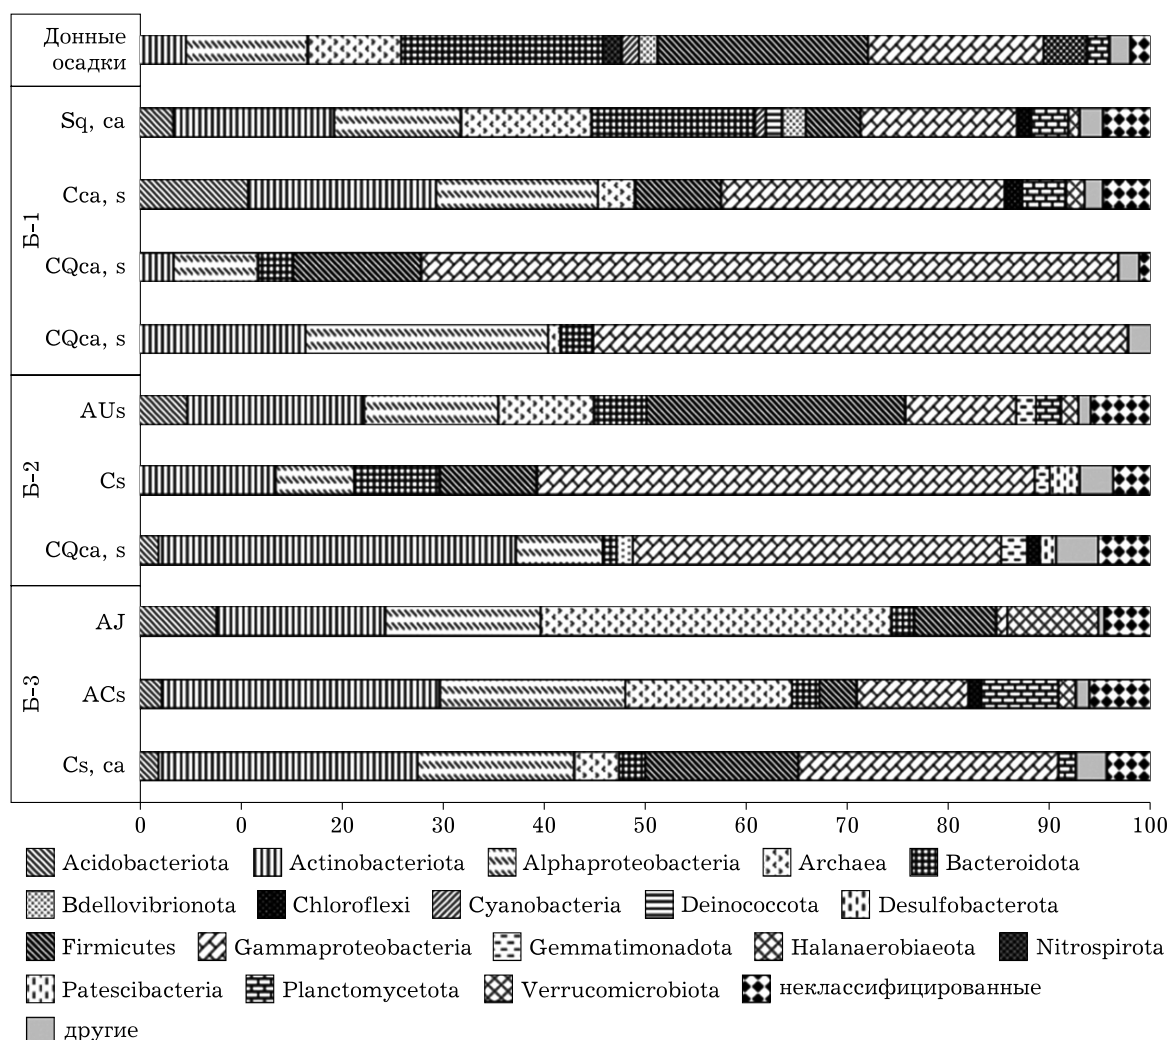 Донные
осадки
Б-1
Sq, ca
Cca, s
CQca, s
CQca, s
Б-2
AUs
Cs
CQca, s
Б-3
AJ
ACs
Cs, ca
0 0 20 30 40 50 60 70 80 90 100
Acidobacteriota Actinobacteriota Alphaproteobacteria Archaea Bacteroidota
Bdellovibrionota Chloroflexi Cyanobacteria Deinococcota Desulfobacterota
Firmicutes Gammaproteobacteria Gemmatimonadota Halanaerobiaeota Nitrospirota
Patescibacteria Planctomycetota Verrucomicrobiota неклассифицированные
другие